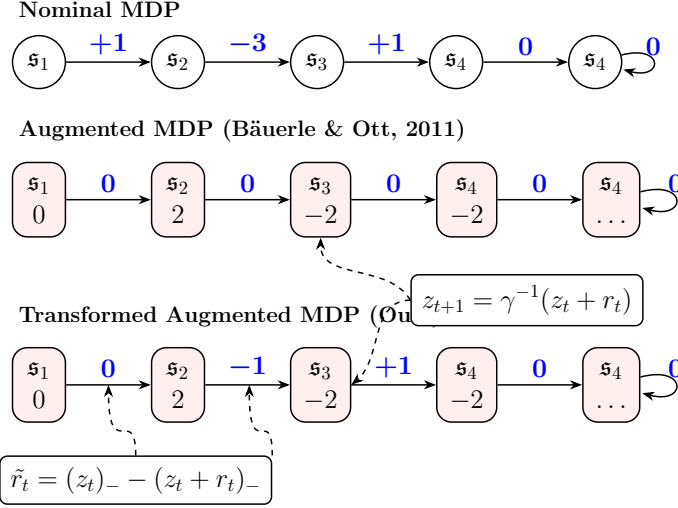 Nominal MDP
+1 −3 +1 0 0
𝔰₁ 𝔰₂ 𝔰₃ 𝔰₄ 𝔰₄
Augmented MDP (Bäuerle & Ott, 2011)
0 0 0 0 0
𝔰₁ 𝔰₂ 𝔰₃ 𝔰₄ 𝔰₄
0 2 −2 −2 …
z_{t+1} = γ^{-1}(z_t + r_t)
Transformed Augmented MDP
0 −1 +1 0 0
𝔰₁ 𝔰₂ 𝔰₃ 𝔰₄ 𝔰₄
0 2 −2 −2 …
r̃_t = (z_t)_− − (z_t + r_t)_−